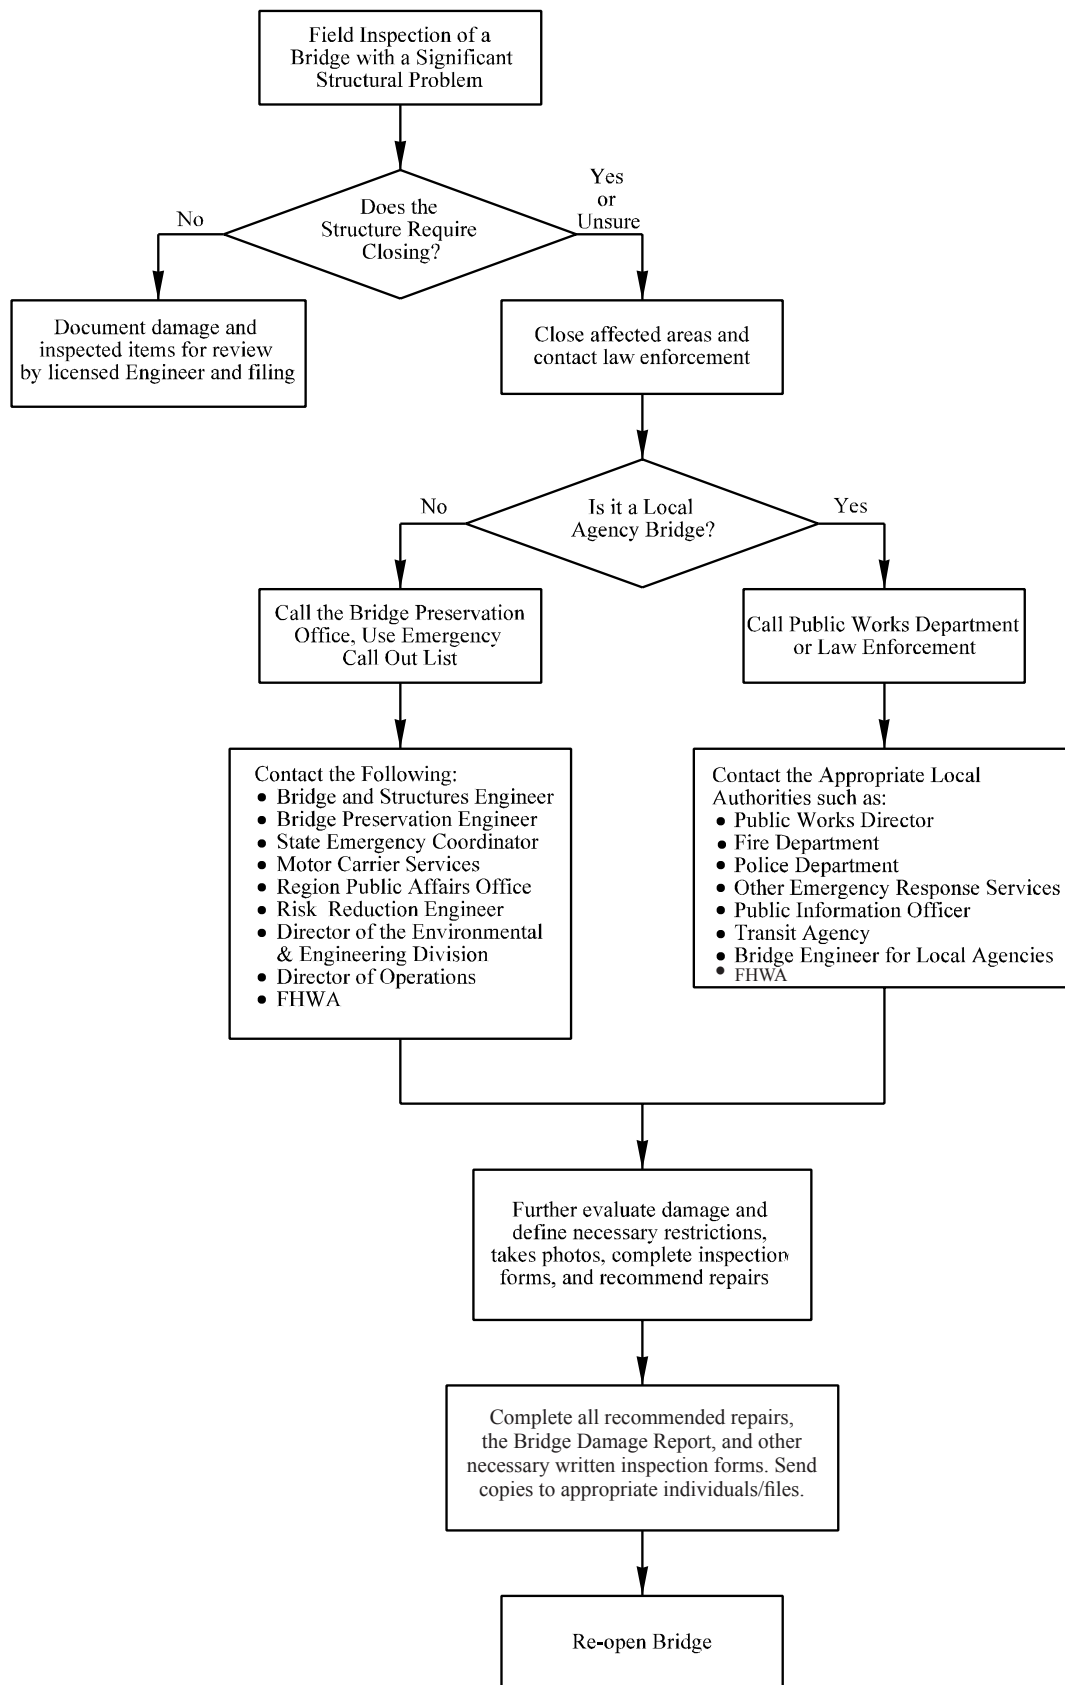 Field Inspection of a
Bridge with a Significant
Structural Problem
Does the
Structure Require
Closing?
No
Yes
or
Unsure
Document damage and
inspected items for review
by licensed Engineer and filing
Close affected areas and
contact law enforcement
Is it a Local
Agency Bridge?
No
Yes
Call the Bridge Preservation
Office, Use Emergency
Call Out List
Call Public Works Department
or Law Enforcement
Contact the Following:
● Bridge and Structures Engineer
● Bridge Preservation Engineer
● State Emergency Coordinator
● Motor Carrier Services
● Region Public Affairs Office
● Risk Reduction Engineer
● Director of the Environmental
& Engineering Division
● Director of Operations
● FHWA
Contact the Appropriate Local
Authorities such as:
● Public Works Director
● Fire Department
● Police Department
● Other Emergency Response Services
● Public Information Officer
● Transit Agency
● Bridge Engineer for Local Agencies
● FHWA
Further evaluate damage and
define necessary restrictions,
takes photos, complete inspection
forms, and recommend repairs
Complete all recommended repairs,
the Bridge Damage Report, and other
necessary written inspection forms. Send
copies to appropriate individuals/files.
Re-open Bridge